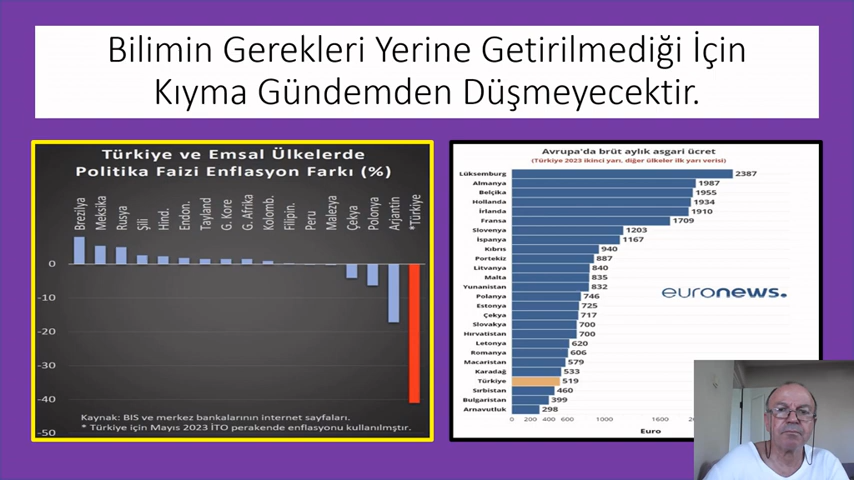 Bilimin Gerekleri Yerine Getirilmediği İçin
Kıyma Gündemden Düşmeyecektir.
Türkiye ve Emsal Ülkelerde
Politika Faizi Enflasyon Farkı (%)
Brezilya
Meksika
Rusya
Şili
Hind.
Endon.
Tayland
G. Kore
G. Afrika
Kolomb.
Filipin.
Peru
Malezya
Çekya
Polonya
Arjantin
*Türkiye
0
-10
-20
-30
-40
-50
Kaynak: BIS ve merkez bankalarının internet sayfaları.
* Türkiye için Mayıs 2023 İTO perakende enflasyonu kullanılmıştır.
Avrupa'da brüt aylık asgari ücret
(Türkiye 2023 ikinci yarı, diğer ülkeler ilk yarı verisi)
Lüksemburg 2387
Almanya 1987
Belçika 1955
Hollanda 1934
İrlanda 1910
Fransa 1709
Slovenya 1203
İspanya 1167
Kıbrıs 940
Portekiz 887
Litvanya 840
Malta 835
Yunanistan 832
Polanya 746
Estonya 725
Çekya 717
Slovakya 700
Hırvatistan 700
Letonya 620
Romanya 606
Macaristan 579
Karadağ 533
Türkiye 519
Sırbistan 460
Bulgaristan 399
Arnavutluk 298
euronews.
0 200 400 600 1000 1600
Euro